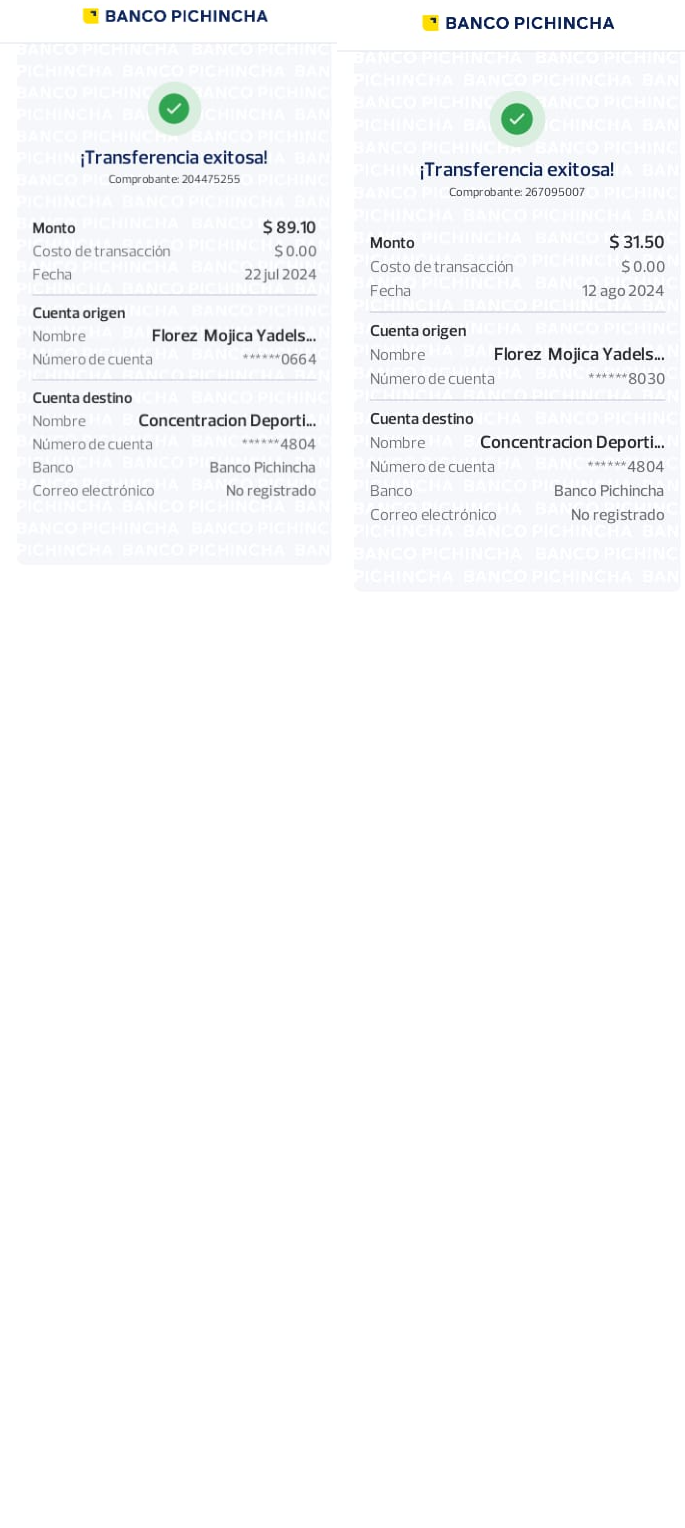 BANCO PICHINCHA
¡Transferencia exitosa!
Comprobante: 204475255
Monto $ 89.10
Costo de transacción $ 0.00
Fecha 22 jul 2024
Cuenta origen
Nombre Florez Mojica Yadels...
Número de cuenta ******0664
Cuenta destino
Nombre Concentracion Deporti...
Número de cuenta ******4804
Banco Banco Pichincha
Correo electrónico No registrado
BANCO PICHINCHA
¡Transferencia exitosa!
Comprobante: 267095007
Monto $ 31.50
Costo de transacción $ 0.00
Fecha 12 ago 2024
Cuenta origen
Nombre Florez Mojica Yadels...
Número de cuenta ******8030
Cuenta destino
Nombre Concentracion Deporti...
Número de cuenta ******4804
Banco Banco Pichincha
Correo electrónico No registrado